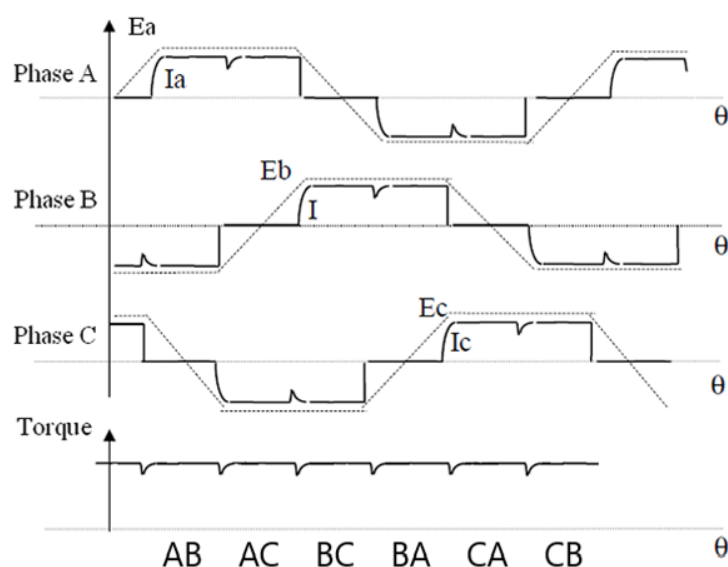 Ea
Phase A
Ia
θ
Eb
Phase B
I
θ
Ec
Phase C
Ic
θ
Torque
θ
AB AC BC BA CA CB